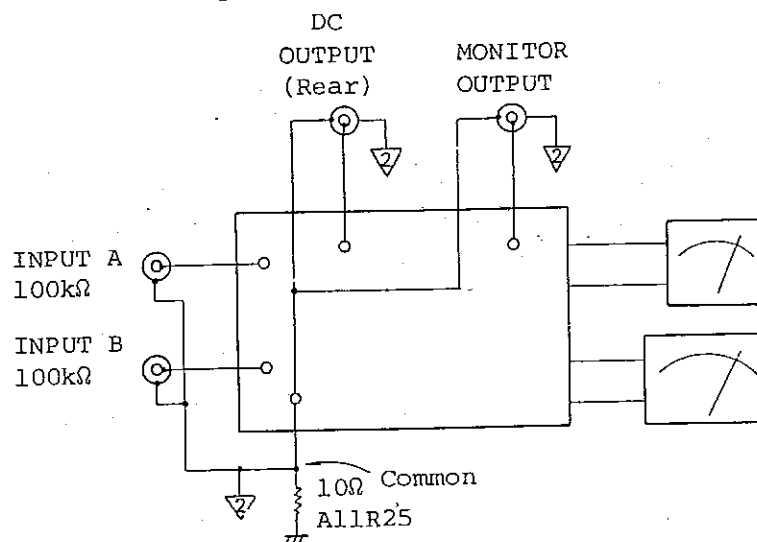 DC
OUTPUT
(Rear)
MONITOR
OUTPUT
2
2
INPUT A
100kΩ
INPUT B
100kΩ
2
10Ω Common
A11R25